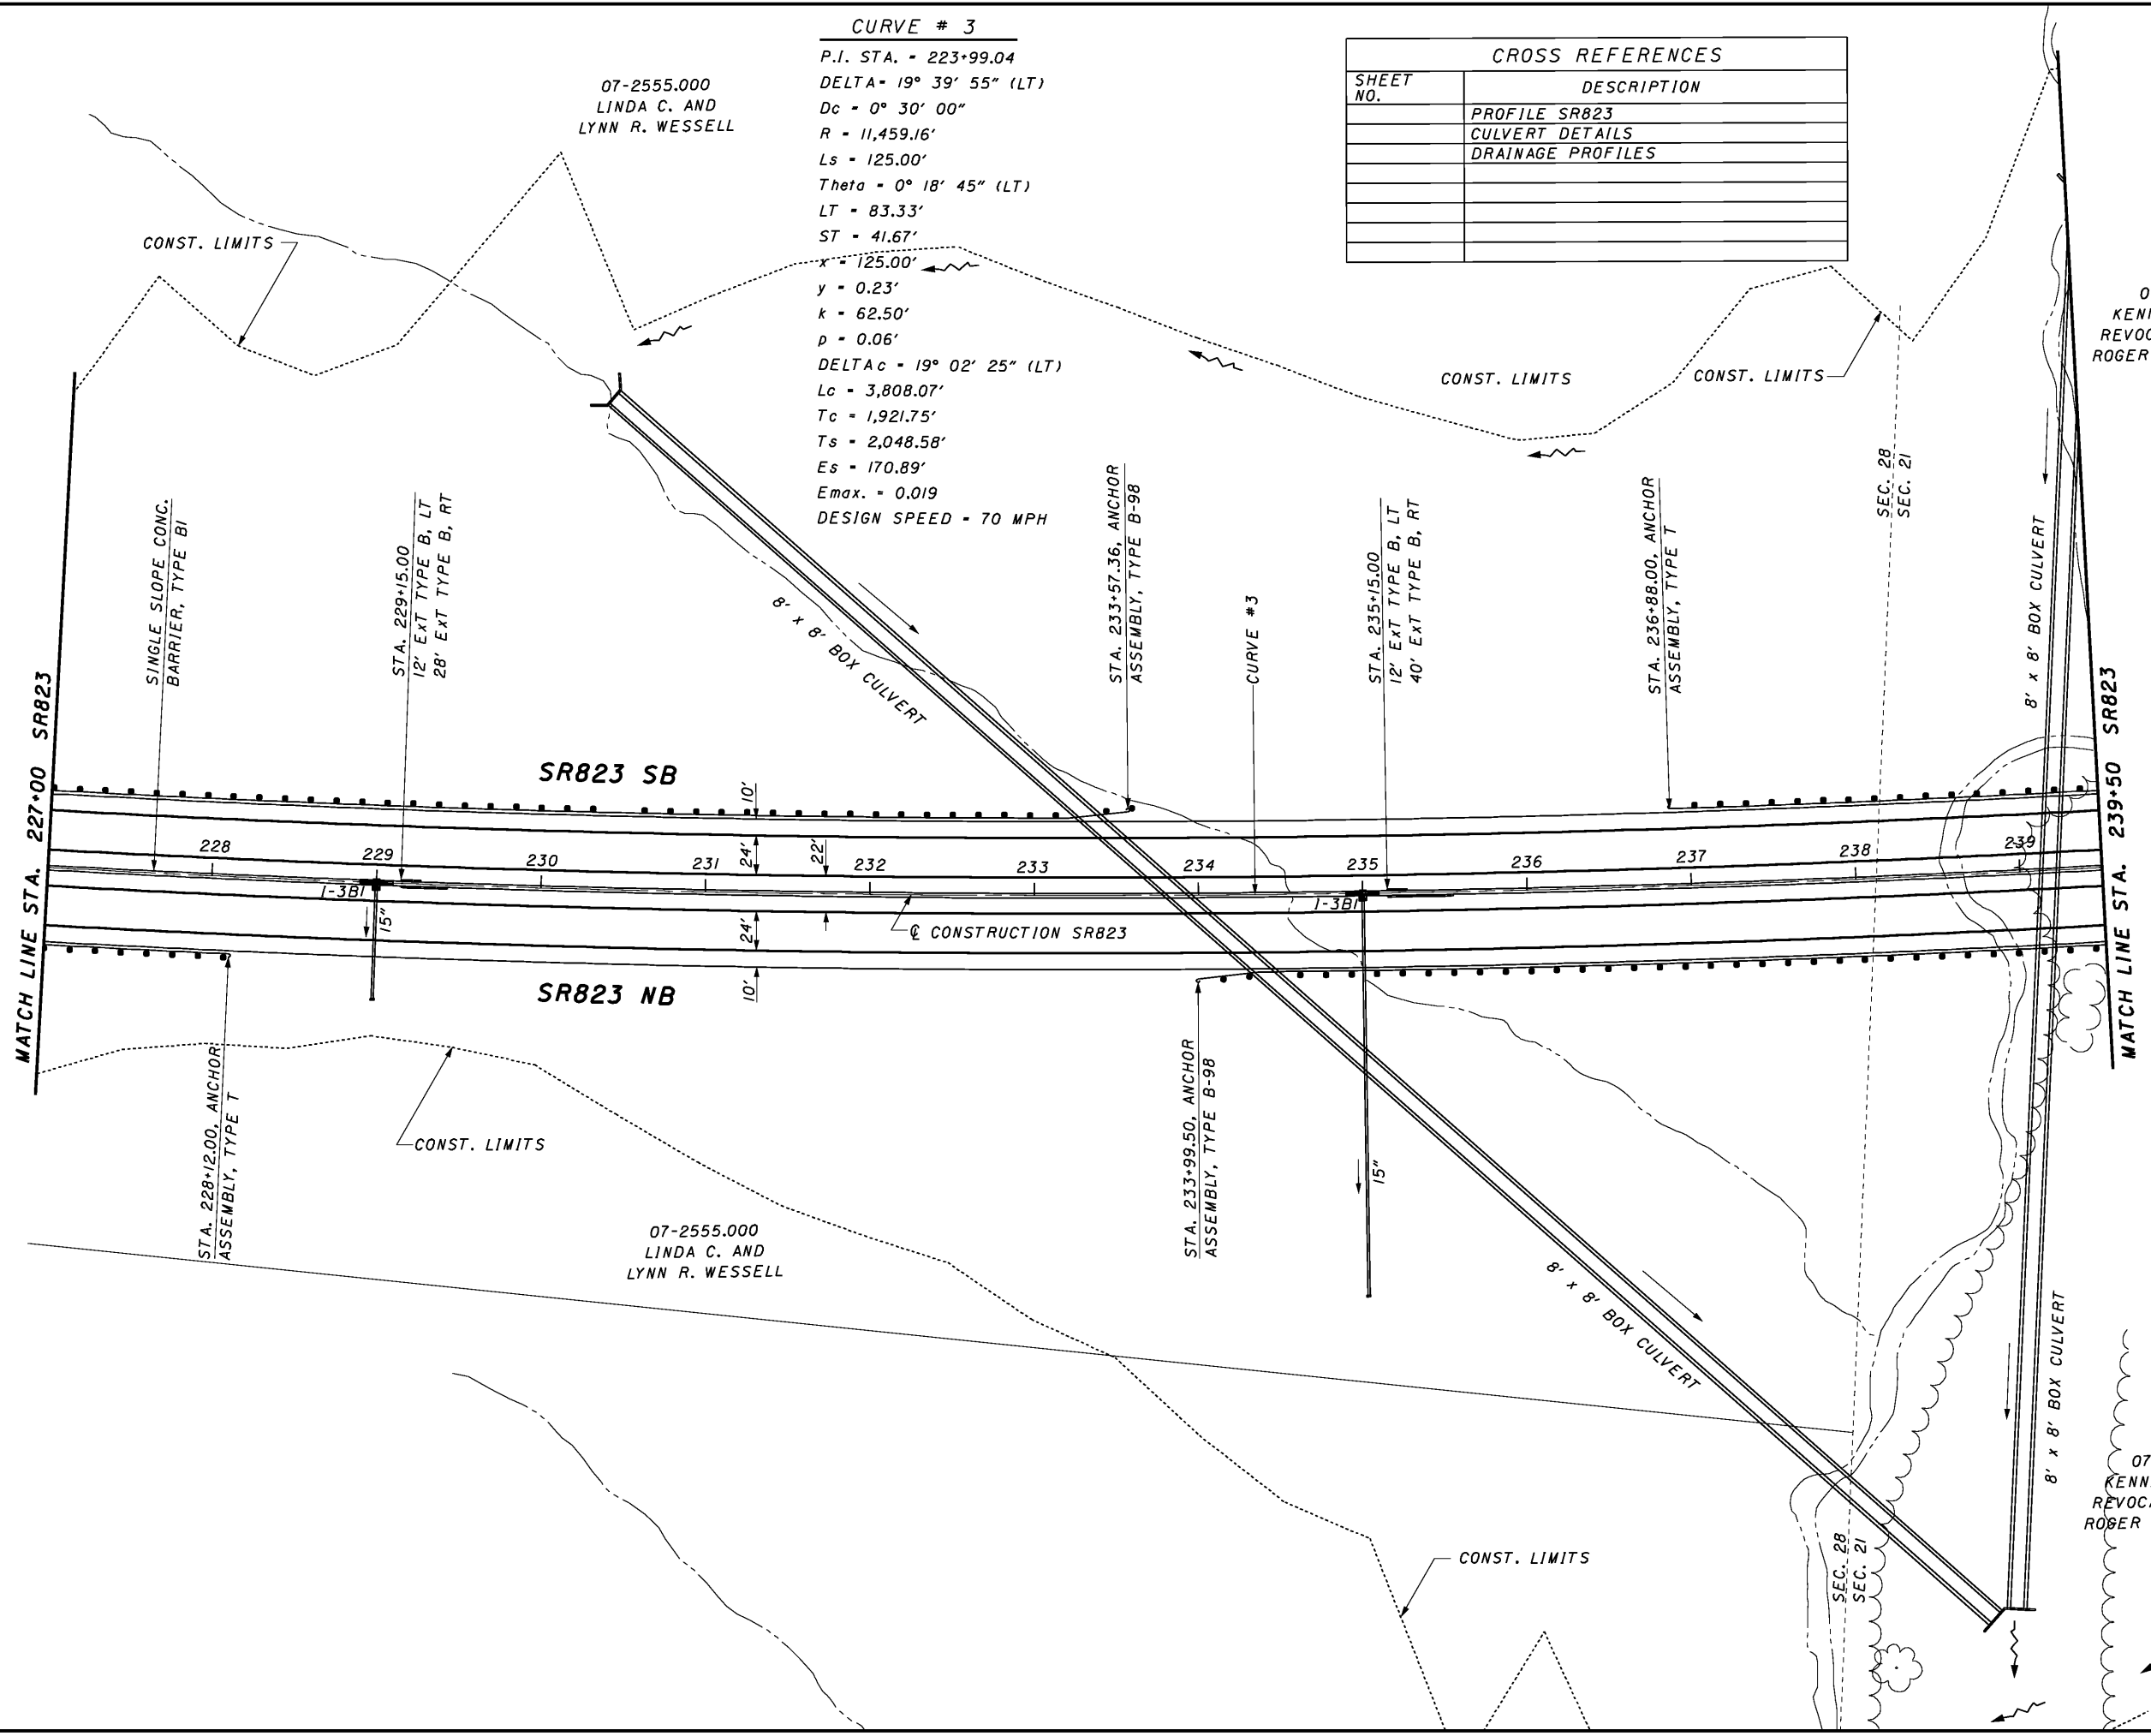 CURVE # 3
P.I. STA. = 223+99.04
DELTA= 19° 39' 55" (LT)
Dc = 0° 30' 00"
R = 11,459.16'
Ls = 125.00'
Theta = 0° 18' 45" (LT)
LT = 83.33'
ST = 41.67'
x = 125.00'
y = 0.23'
k = 62.50'
p = 0.06'
DELTAc = 19° 02' 25" (LT)
Lc = 3,808.07'
Tc = 1,921.75'
Ts = 2,048.58'
Es = 170.89'
Emax. = 0.019
DESIGN SPEED = 70 MPH
07-2555.000
LINDA C. AND
LYNN R. WESSELL
CROSS REFERENCES
SHEET
NO.
DESCRIPTION
PROFILE SR823
CULVERT DETAILS
DRAINAGE PROFILES
CONST. LIMITS
CONST. LIMITS
CONST. LIMITS
KENN
REVOC
ROGER
SEC. 28
SEC. 21
MATCH LINE STA. 227+00 SR823
SINGLE SLOPE CONC.
BARRIER, TYPE B1
STA. 229+15.00
12' EXT TYPE B, LT
28' EXT TYPE B, RT
8' x 8' BOX CULVERT
STA. 233+57.36, ANCHOR
ASSEMBLY, TYPE B-98
CURVE #3
STA. 235+15.00
12' EXT TYPE B, LT
40' EXT TYPE B, RT
STA. 236+88.00, ANCHOR
ASSEMBLY, TYPE T
8' x 8' BOX CULVERT
MATCH LINE STA. 239+50 SR823
SR823 SB
10'
24'
22'
24'
10'
228
229
230
231
232
233
234
235
236
237
238
239
I-3B1
15"
I-3B1
℄ CONSTRUCTION SR823
SR823 NB
STA. 228+12.00, ANCHOR
ASSEMBLY, TYPE T
CONST. LIMITS
STA. 233+99.50, ANCHOR
ASSEMBLY, TYPE B-98
15"
07-2555.000
LINDA C. AND
LYNN R. WESSELL
8' x 8' BOX CULVERT
8' x 8' BOX CULVERT
07
KENN
REVOCA
ROGER
SEC. 28
SEC. 21
CONST. LIMITS